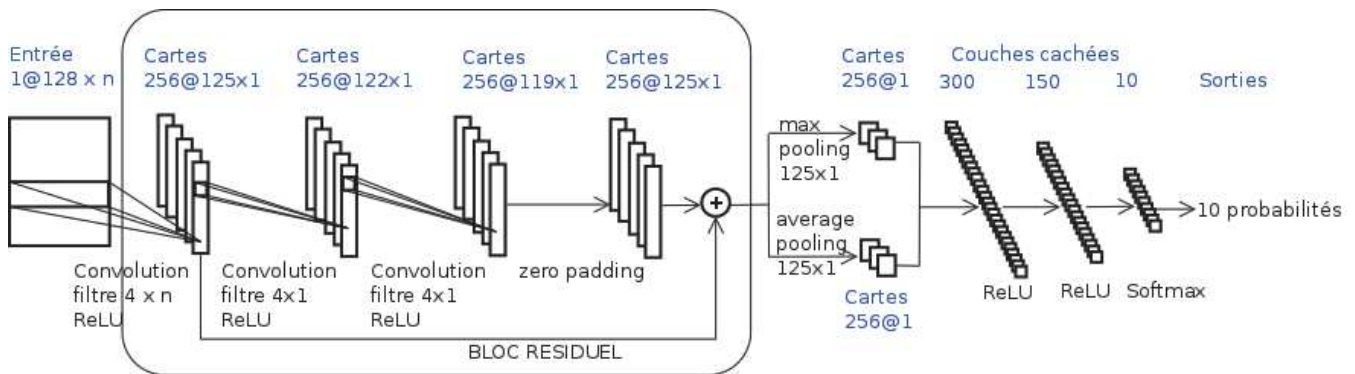 Entrée
1@128 x n
Cartes
256@125x1
Cartes
256@122x1
Cartes
256@119x1
Cartes
256@125x1
Cartes
256@1
Couches cachées
300 150 10
Sorties
max
pooling
125x1
average
pooling
125x1
Cartes
256@1
+
10 probabilités
Convolution
filtre 4 x n
ReLU
Convolution
filtre 4x1
ReLU
Convolution
filtre 4x1
ReLU
zero padding
ReLU
ReLU
Softmax
BLOC RESIDUEL